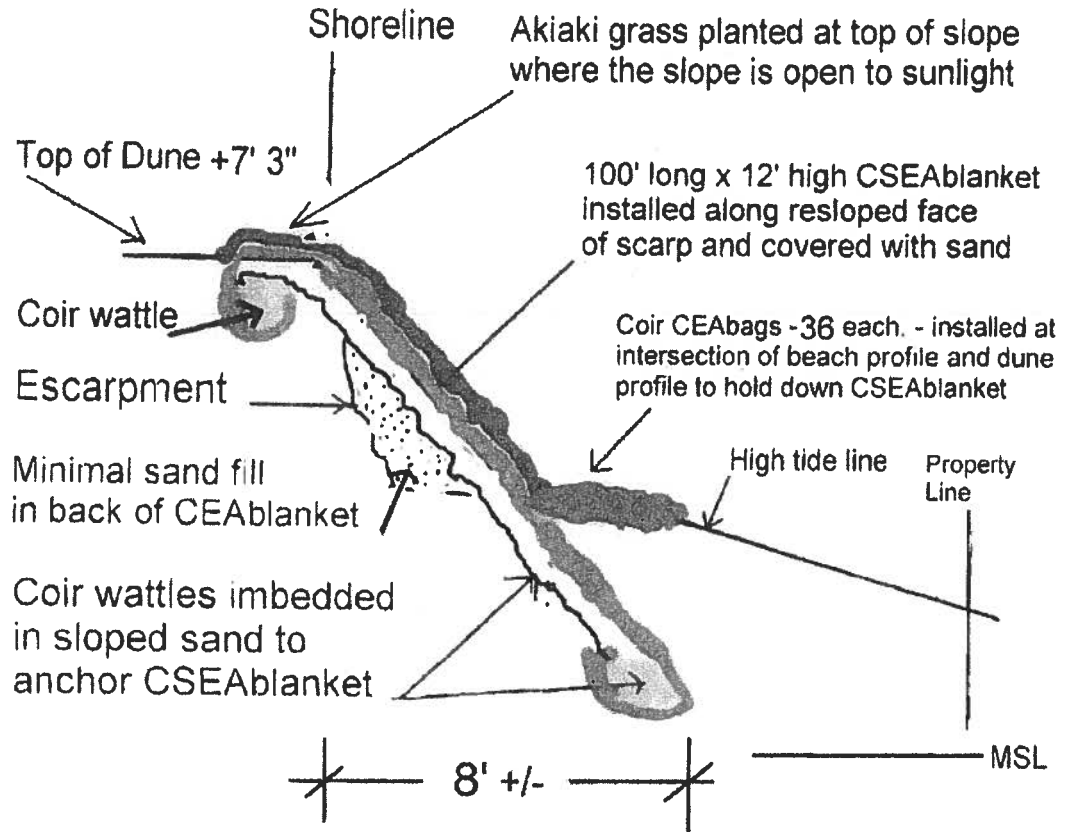 Shoreline
Akiaki grass planted at top of slope
where the slope is open to sunlight
Top of Dune +7' 3"
100' long x 12' high CSEAblanket
installed along resloped face
of scarp and covered with sand
Coir wattle
Coir CEAbags -36 each. - installed at
intersection of beach profile and dune
profile to hold down CSEAblanket
Escarpment
High tide line
Property
Line
Minimal sand fill
in back of CEAblanket
Coir wattles imbedded
in sloped sand to
anchor CSEAblanket
MSL
8' +/-